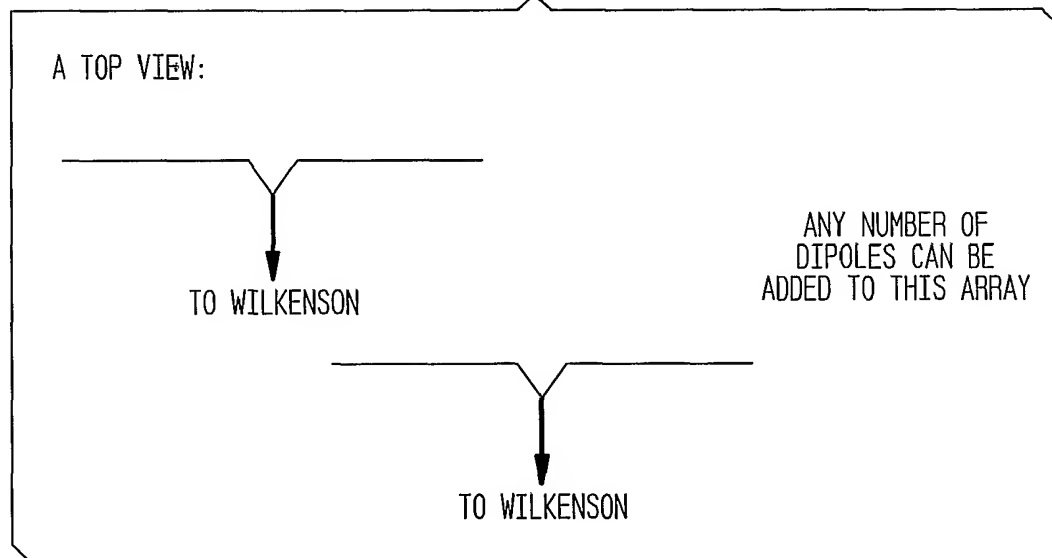 A TOP VIEW:
TO WILKENSON
ANY NUMBER OF
DIPOLES CAN BE
ADDED TO THIS ARRAY
TO WILKENSON